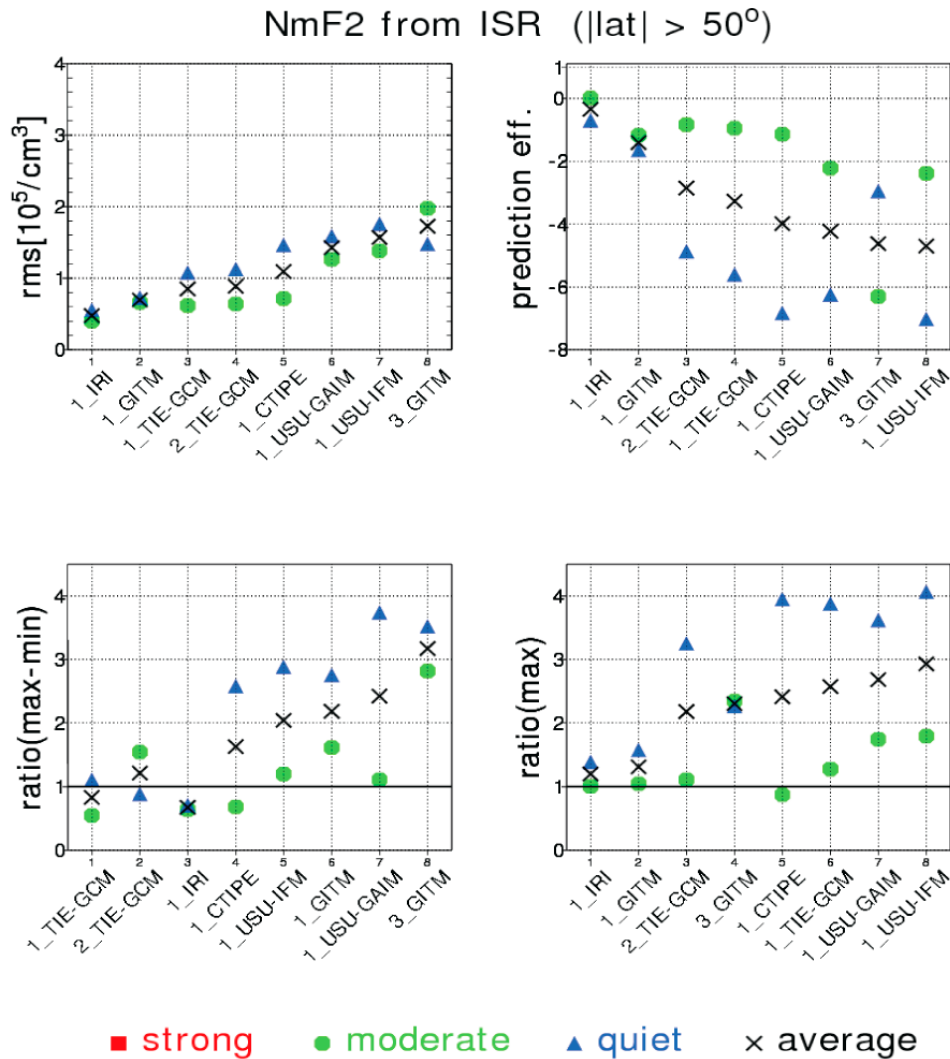 NmF2 from ISR (|lat| > 50°)
rms[10⁵/cm³]
4
3
2
1
0
1 2 3 4 5 6 7 8
1_IRI
1_GITM
1_TIE-GCM
2_TIE-GCM
1_CTIPE
1_USU-GAIM
1_USU-IFM
3_GITM
prediction eff.
1
0
-2
-4
-6
-8
1 2 3 4 5 6 7 8
1_IRI
1_GITM
2_TIE-GCM
1_TIE-GCM
1_CTIPE
1_USU-GAIM
3_GITM
1_USU-IFM
ratio(max-min)
4
3
2
1
0
1 2 3 4 5 6 7 8
1_TIE-GCM
2_TIE-GCM
1_IRI
1_CTIPE
1_USU-IFM
1_GITM
1_USU-GAIM
3_GITM
ratio(max)
4
3
2
1
0
1 2 3 4 5 6 7 8
1_IRI
1_GITM
2_TIE-GCM
3_GITM
1_CTIPE
1_TIE-GCM
1_USU-GAIM
1_USU-IFM
strong moderate quiet average